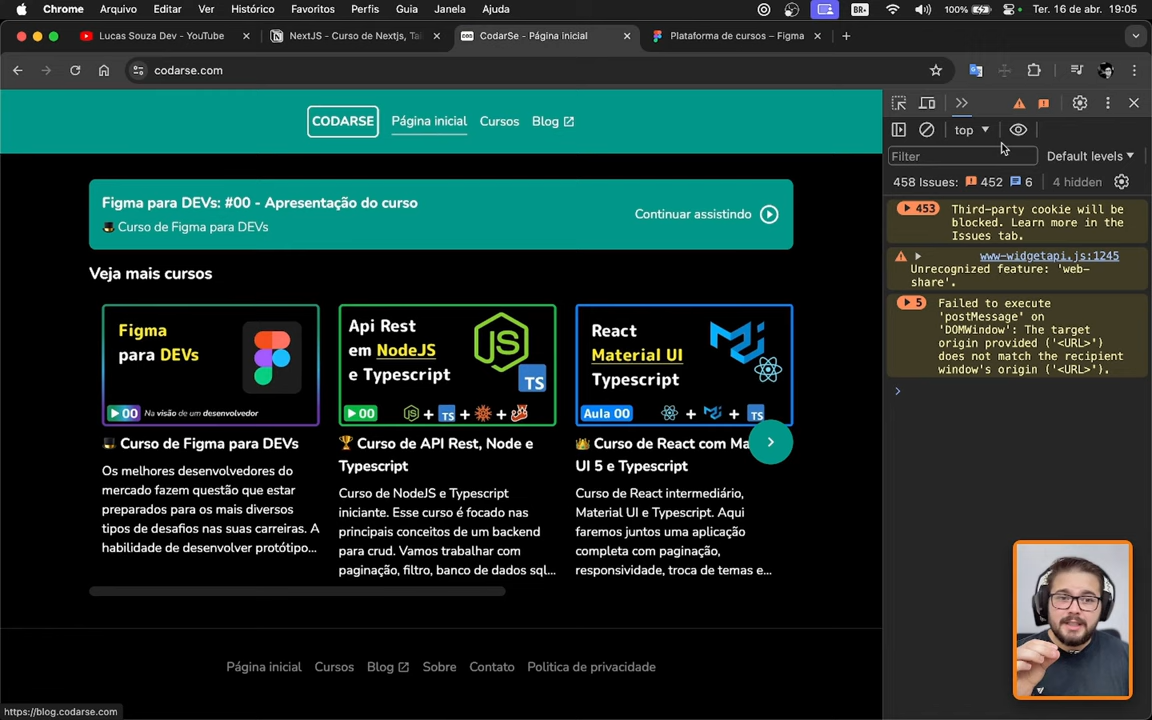 Chrome Arquivo Editar Ver Histórico Favoritos Perfis Guia Janela Ajuda BR+ 100% Ter. 16 de abr. 19:05
Lucas Souza Dev - YouTube NextJS - Curso de Nextjs, Ta CodarSe - Página inicial Plataforma de cursos – Figma
codarse.com
CODARSE Página inicial Cursos Blog
top
Filter Default levels
458 Issues: 452 6 4 hidden
453 Third-party cookie will be
blocked. Learn more in the
Issues tab.
www-widgetapi.js:1245
Unrecognized feature: 'web-
share'.
5 Failed to execute
'postMessage' on
'DOMWindow': The target
origin provided ('<URL>')
does not match the recipient
window's origin ('<URL>').
Figma para DEVs: #00 - Apresentação do curso
Curso de Figma para DEVs
Continuar assistindo
Veja mais cursos
Figma
para DEVs
00 Na visão de um desenvolvedor
Curso de Figma para DEVs
Os melhores desenvolvedores do
mercado fazem questão que estar
preparados para os mais diversos
tipos de desafios nas suas carreiras. A
habilidade de desenvolver protótipo...
Api Rest
em NodeJS
e Typescript
JS
TS
00 JS + TS + +
Curso de API Rest, Node e
Typescript
Curso de NodeJS e Typescript
iniciante. Esse curso é focado nas
principais conceitos de um backend
para crud. Vamos trabalhar com
paginação, filtro, banco de dados sql...
React
Material UI
Typescript
Aula 00 + + TS
Curso de React com Ma
UI 5 e Typescript
Curso de React intermediário,
Material UI e Typescript. Aqui
faremos juntos uma aplicação
completa com paginação,
responsividade, troca de temas e...
Página inicial Cursos Blog Sobre Contato Politica de privacidade
https://blog.codarse.com